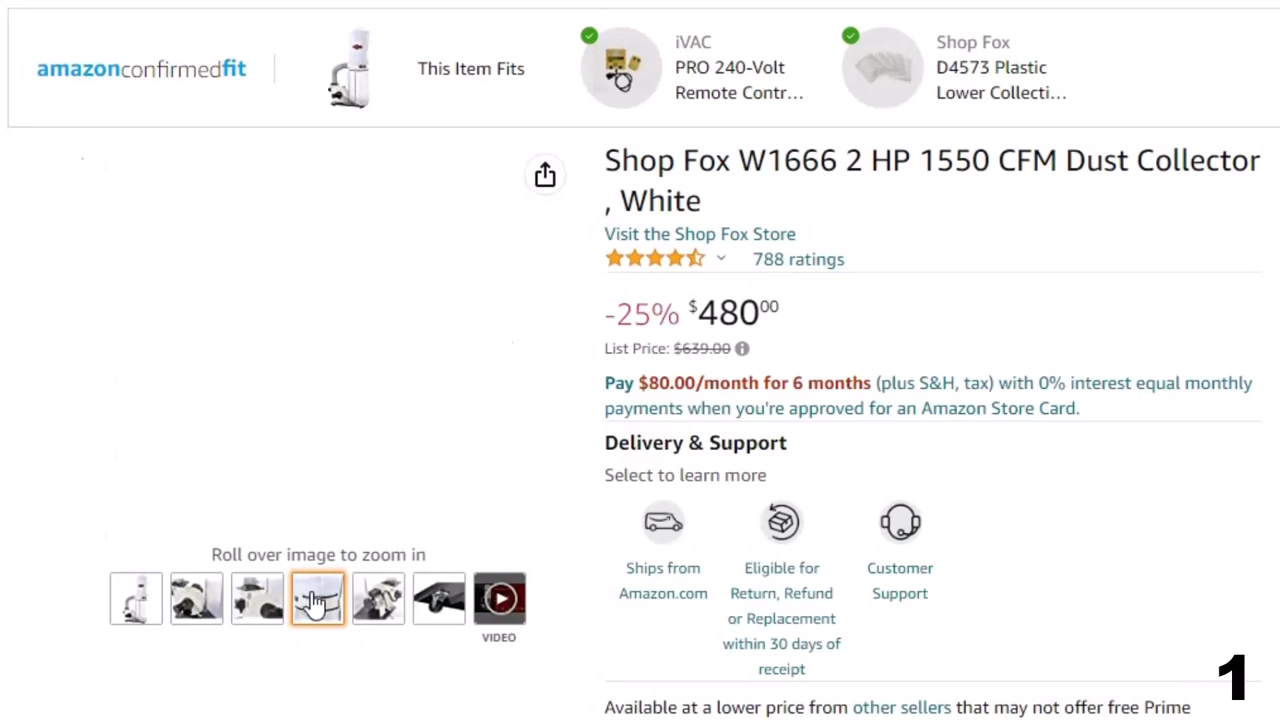 amazonconfirmedfit
This Item Fits
iVAC
PRO 240-Volt
Remote Contr...
Shop Fox
D4573 Plastic
Lower Collecti...
Shop Fox W1666 2 HP 1550 CFM Dust Collector
, White
Visit the Shop Fox Store
788 ratings
-25% $48000
List Price: $639.00
Pay $80.00/month for 6 months (plus S&H, tax) with 0% interest equal monthly
payments when you're approved for an Amazon Store Card.
Delivery & Support
Select to learn more
Ships from
Amazon.com
Eligible for
Return, Refund
or Replacement
within 30 days of
receipt
Customer
Support
Available at a lower price from other sellers that may not offer free Prime
Roll over image to zoom in
VIDEO
1